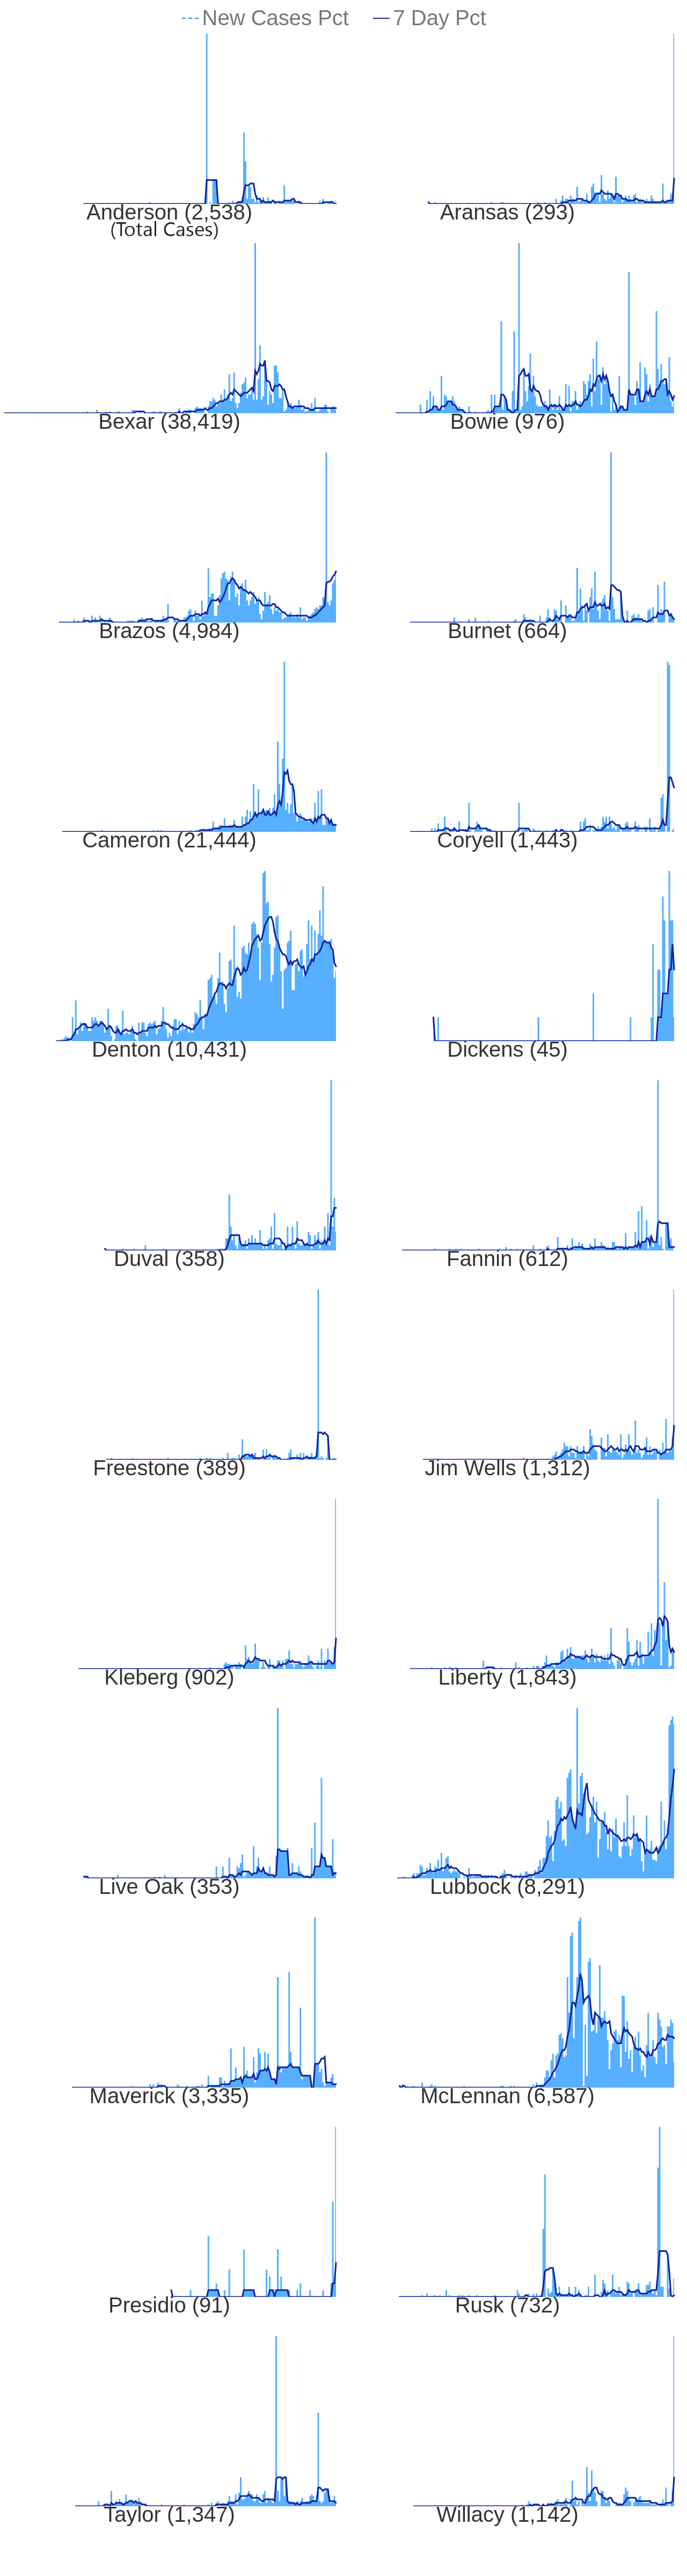 New Cases Pct 7 Day Pct
Anderson (2,538) Aransas (293)
(Total Cases)
Bexar (38,419) Bowie (976)
Brazos (4,984) Burnet (664)
Cameron (21,444) Coryell (1,443)
Denton (10,431) Dickens (45)
Duval (358) Fannin (612)
Freestone (389) Jim Wells (1,312)
Kleberg (902) Liberty (1,843)
Live Oak (353) Lubbock (8,291)
Maverick (3,335) McLennan (6,587)
Presidio (91) Rusk (732)
Taylor (1,347) Willacy (1,142)